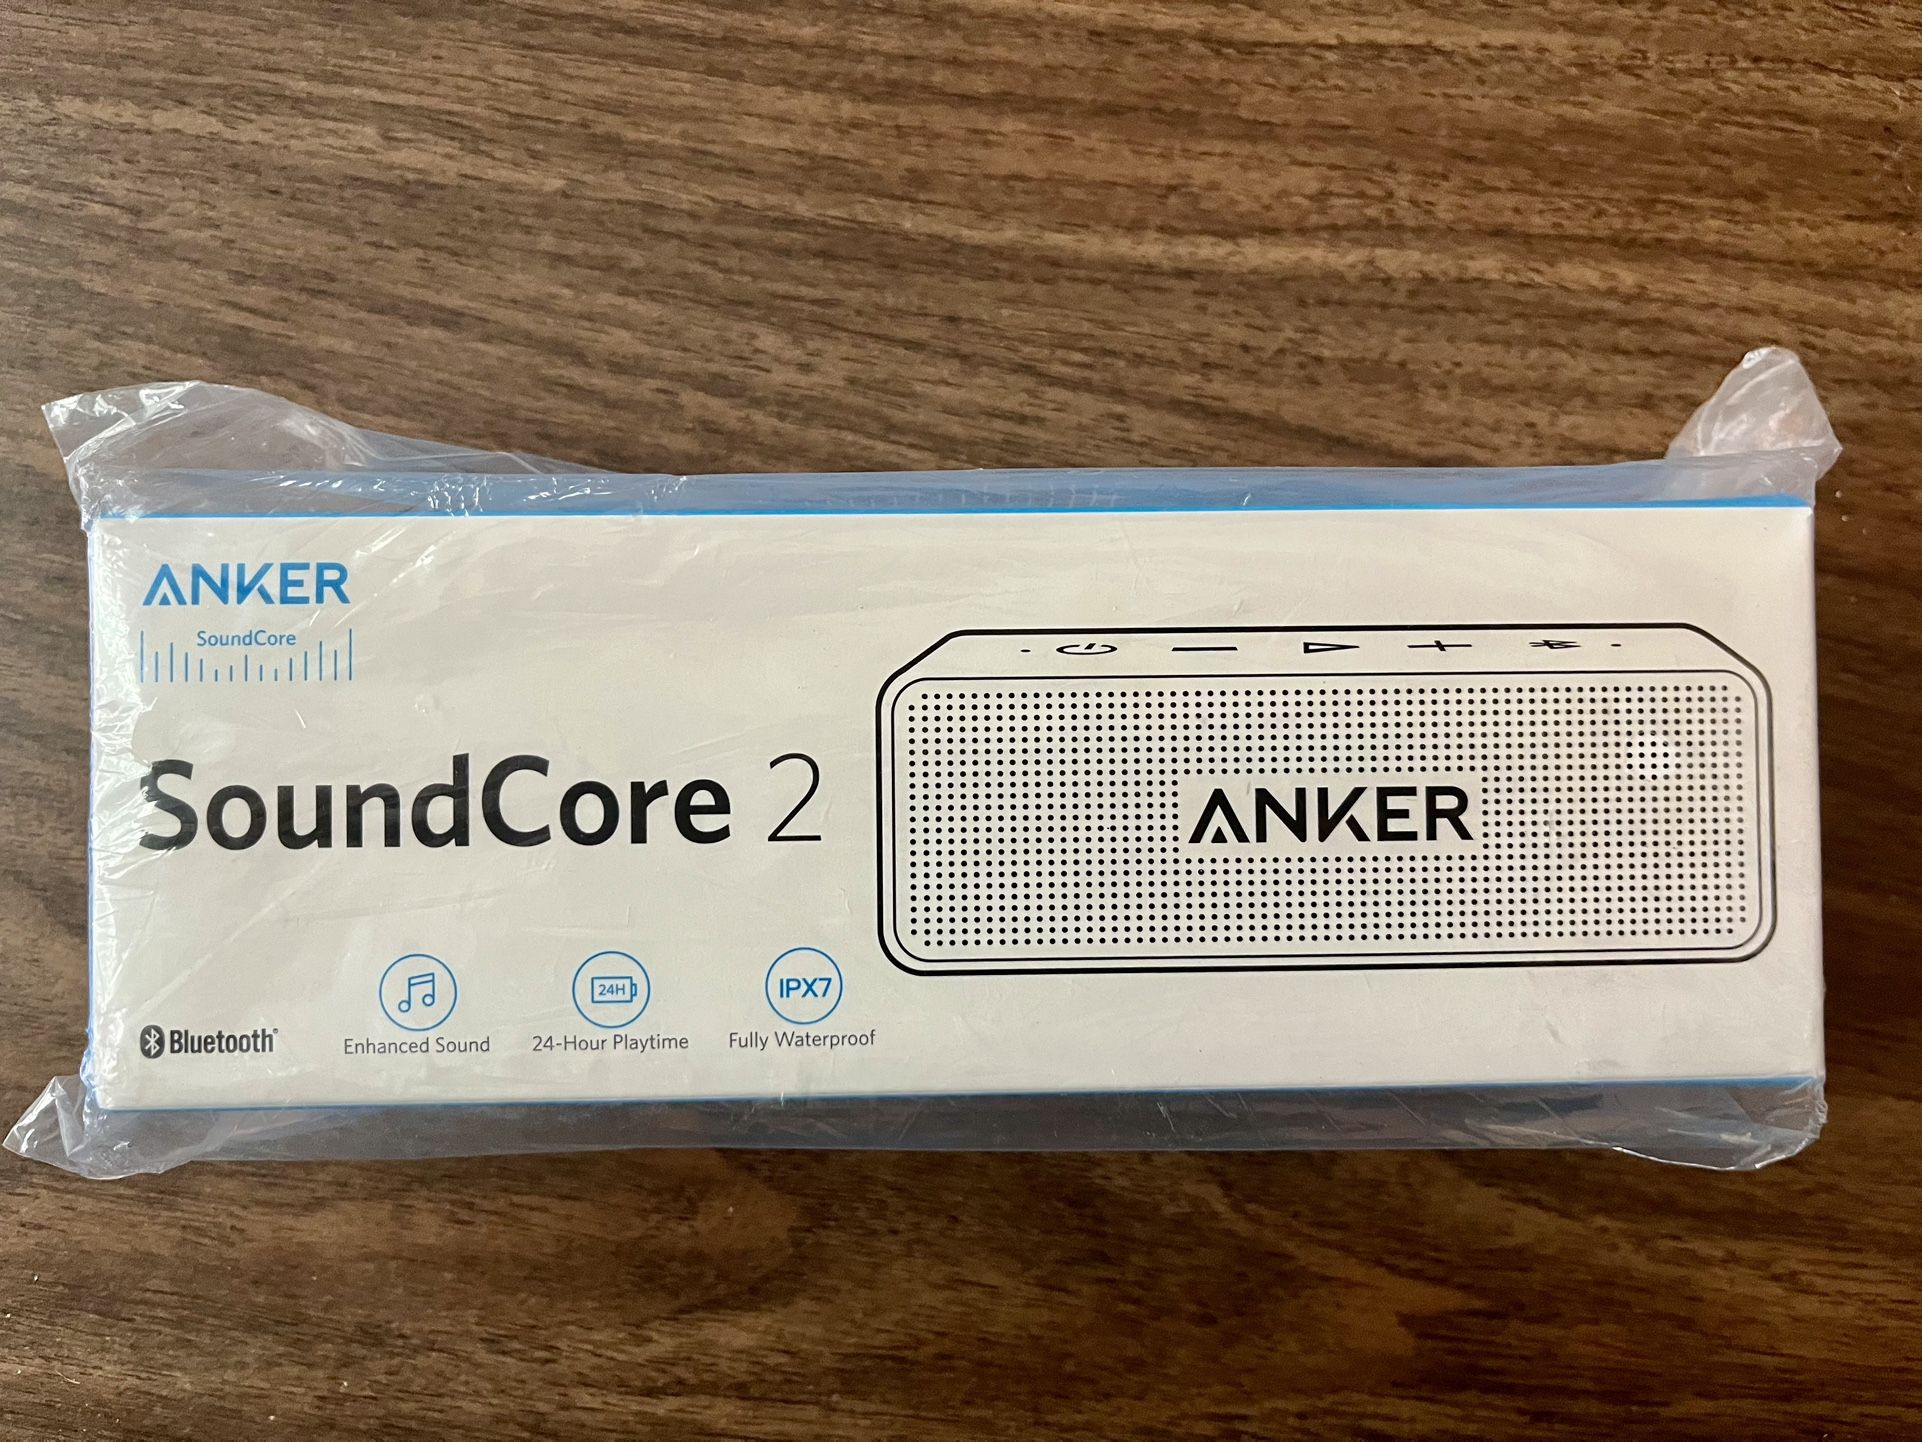 ANKER
SoundCore
SoundCore 2
ANKER
24H
IPX7
Bluetooth®
Enhanced Sound
24-Hour Playtime
Fully Waterproof